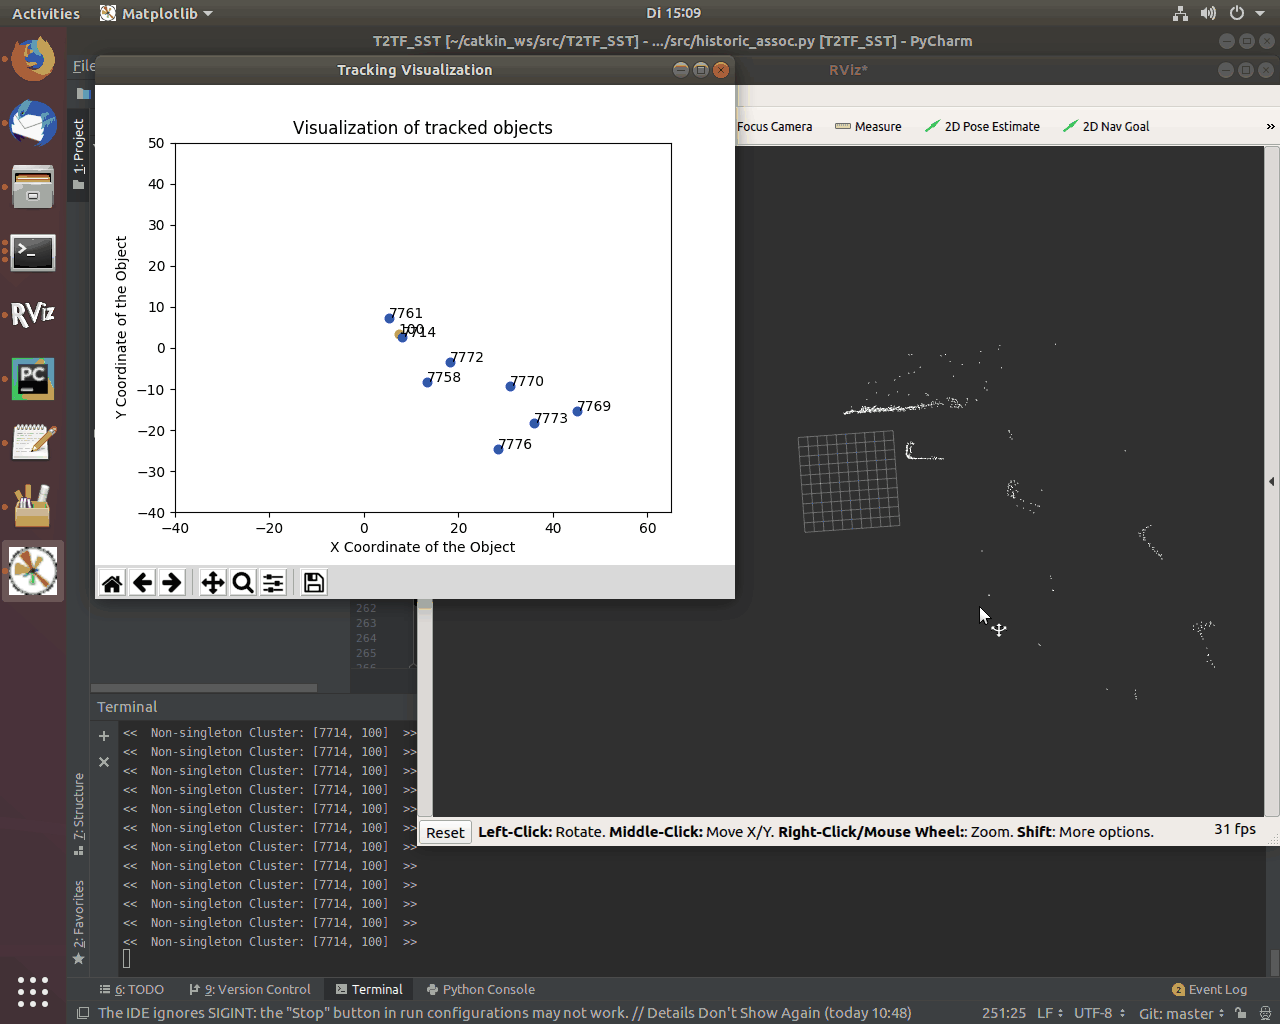 Activities
Matplotlib
Di 15:09
T2TF_SST [~/catkin_ws/src/T2TF_SST] - .../src/historic_assoc.py [T2TF_SST] - PyCharm
File
Tracking Visualization
RViz*
Focus Camera
Measure
2D Pose Estimate
2D Nav Goal
»
1: Project
Visualization of tracked objects
50
40
30
20
10
0
−10
−20
−30
−40
Y Coordinate of the Object
7761
100
7714
7772
7758
7770
7769
7773
7776
−40
−20
0
20
40
60
X Coordinate of the Object
RViz
PC
262
263
264
265
266
Terminal
<< Non-singleton Cluster: [7714, 100] >>
<< Non-singleton Cluster: [7714, 100] >>
<< Non-singleton Cluster: [7714, 100] >>
<< Non-singleton Cluster: [7714, 100] >>
<< Non-singleton Cluster: [7714, 100] >>
<< Non-singleton Cluster: [7714, 100] >>
<< Non-singleton Cluster: [7714, 100] >>
<< Non-singleton Cluster: [7714, 100] >>
<< Non-singleton Cluster: [7714, 100] >>
<< Non-singleton Cluster: [7714, 100] >>
<< Non-singleton Cluster: [7714, 100] >>
<< Non-singleton Cluster: [7714, 100] >>
7: Structure
2: Favorites
Reset
Left-Click: Rotate. Middle-Click: Move X/Y. Right-Click/Mouse Wheel:: Zoom. Shift: More options.
31 fps
6: TODO
9: Version Control
Terminal
Python Console
2 Event Log
The IDE ignores SIGINT: the "Stop" button in run configurations may not work. // Details Don't Show Again (today 10:48)
251:25
LF
UTF-8
Git: master